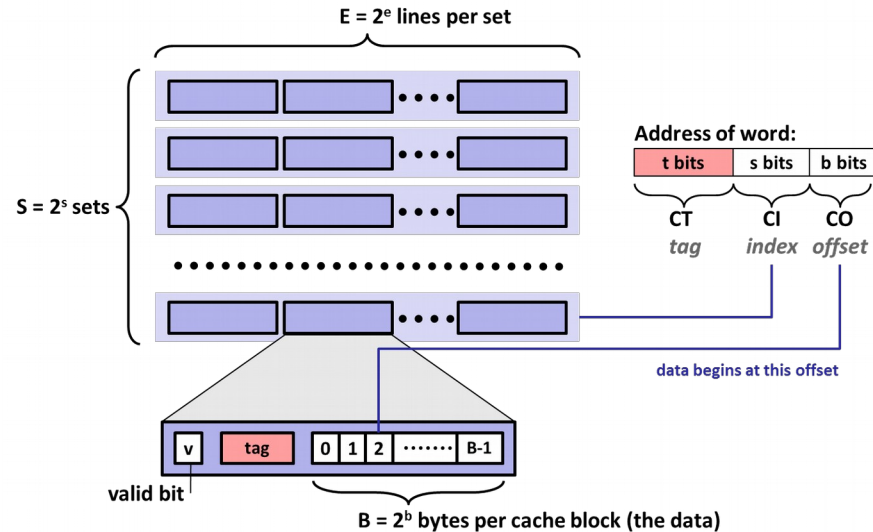 E = 2ᵉ lines per set
Address of word:
t bits s bits b bits
S = 2ˢ sets
CT CI CO
tag index offset
data begins at this offset
v tag 0 1 2 ······· B-1
valid bit
B = 2ᵇ bytes per cache block (the data)